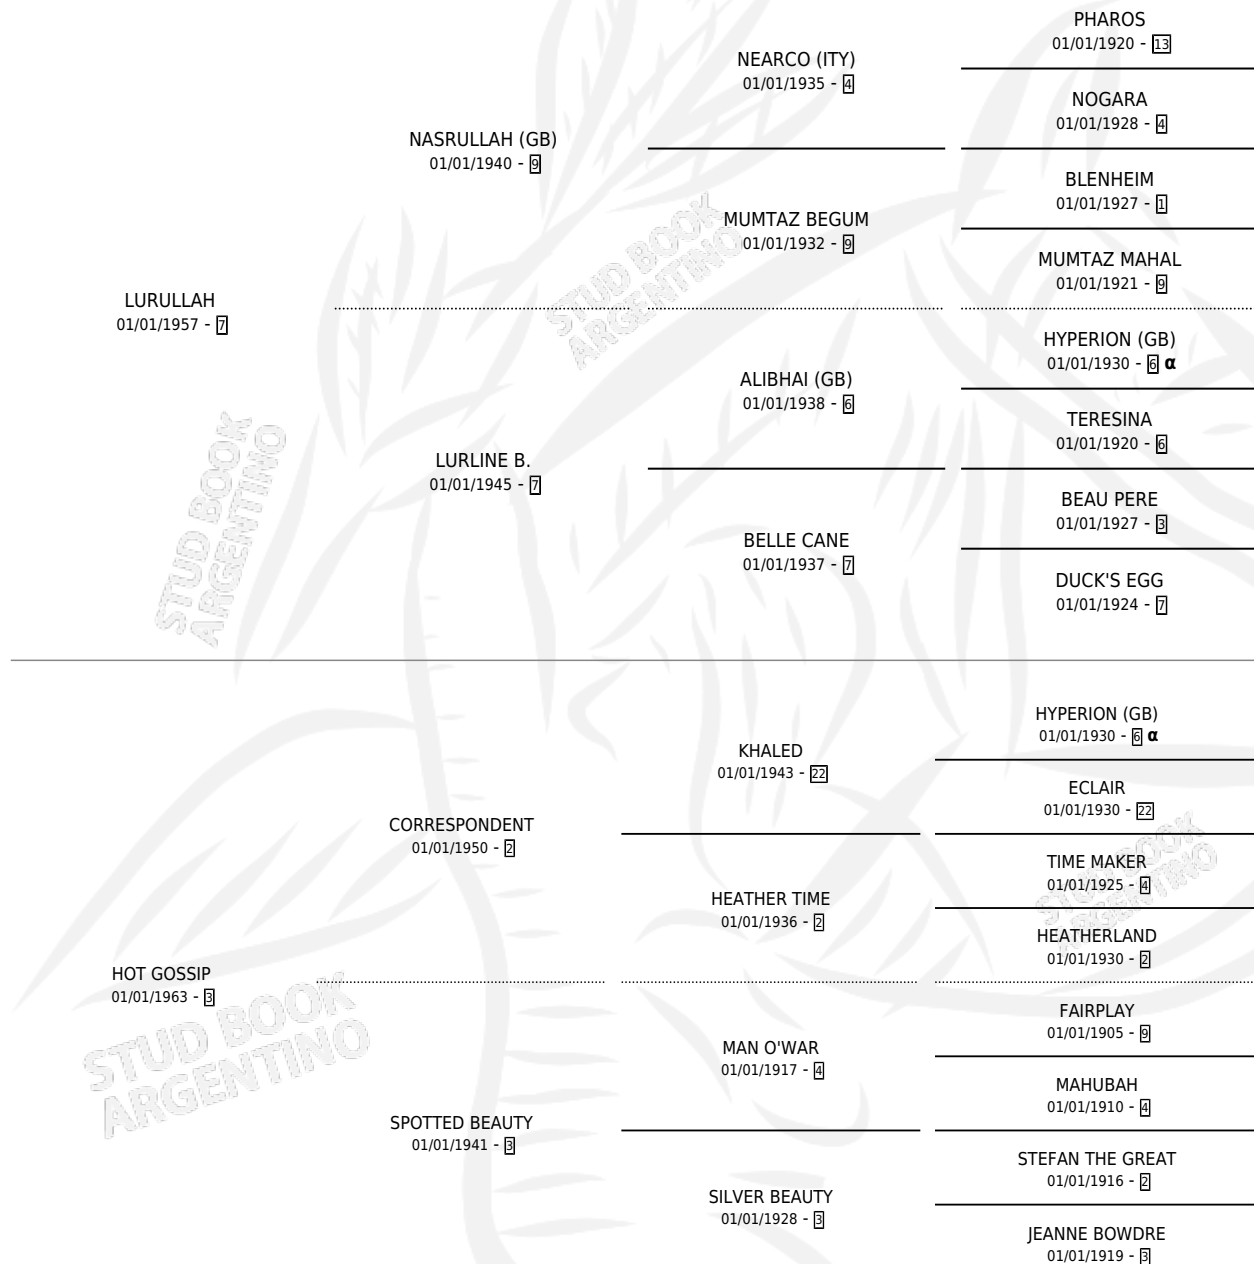 PHAROS
01/01/1920 - 13
NEARCO (ITY)
01/01/1935 - 4
NOGARA
01/01/1928 - 4
NASRULLAH (GB)
01/01/1940 - 9
BLENHEIM
01/01/1927 - 1
MUMTAZ BEGUM
01/01/1932 - 9
MUMTAZ MAHAL
01/01/1921 - 9
LURULLAH
01/01/1957 - 7
HYPERION (GB)
01/01/1930 - 6 α
ALIBHAI (GB)
01/01/1938 - 6
TERESINA
01/01/1920 - 6
LURLINE B.
01/01/1945 - 7
BEAU PERE
01/01/1927 - 3
BELLE CANE
01/01/1937 - 7
DUCK'S EGG
01/01/1924 - 7
HYPERION (GB)
01/01/1930 - 6 α
KHALED
01/01/1943 - 22
ECLAIR
01/01/1930 - 22
CORRESPONDENT
01/01/1950 - 2
TIME MAKER
01/01/1925 - 4
HEATHER TIME
01/01/1936 - 2
HEATHERLAND
01/01/1930 - 2
HOT GOSSIP
01/01/1963 - 3
FAIRPLAY
01/01/1905 - 9
MAN O'WAR
01/01/1917 - 4
MAHUBAH
01/01/1910 - 4
SPOTTED BEAUTY
01/01/1941 - 3
STEFAN THE GREAT
01/01/1916 - 2
SILVER BEAUTY
01/01/1928 - 3
JEANNE BOWDRE
01/01/1919 - 3
STUD BOOK
ARGENTINO
STUD BOOK
ARGENTINO
STUD BOOK
ARGENTINO
STUD BOOK
ARGENTINO